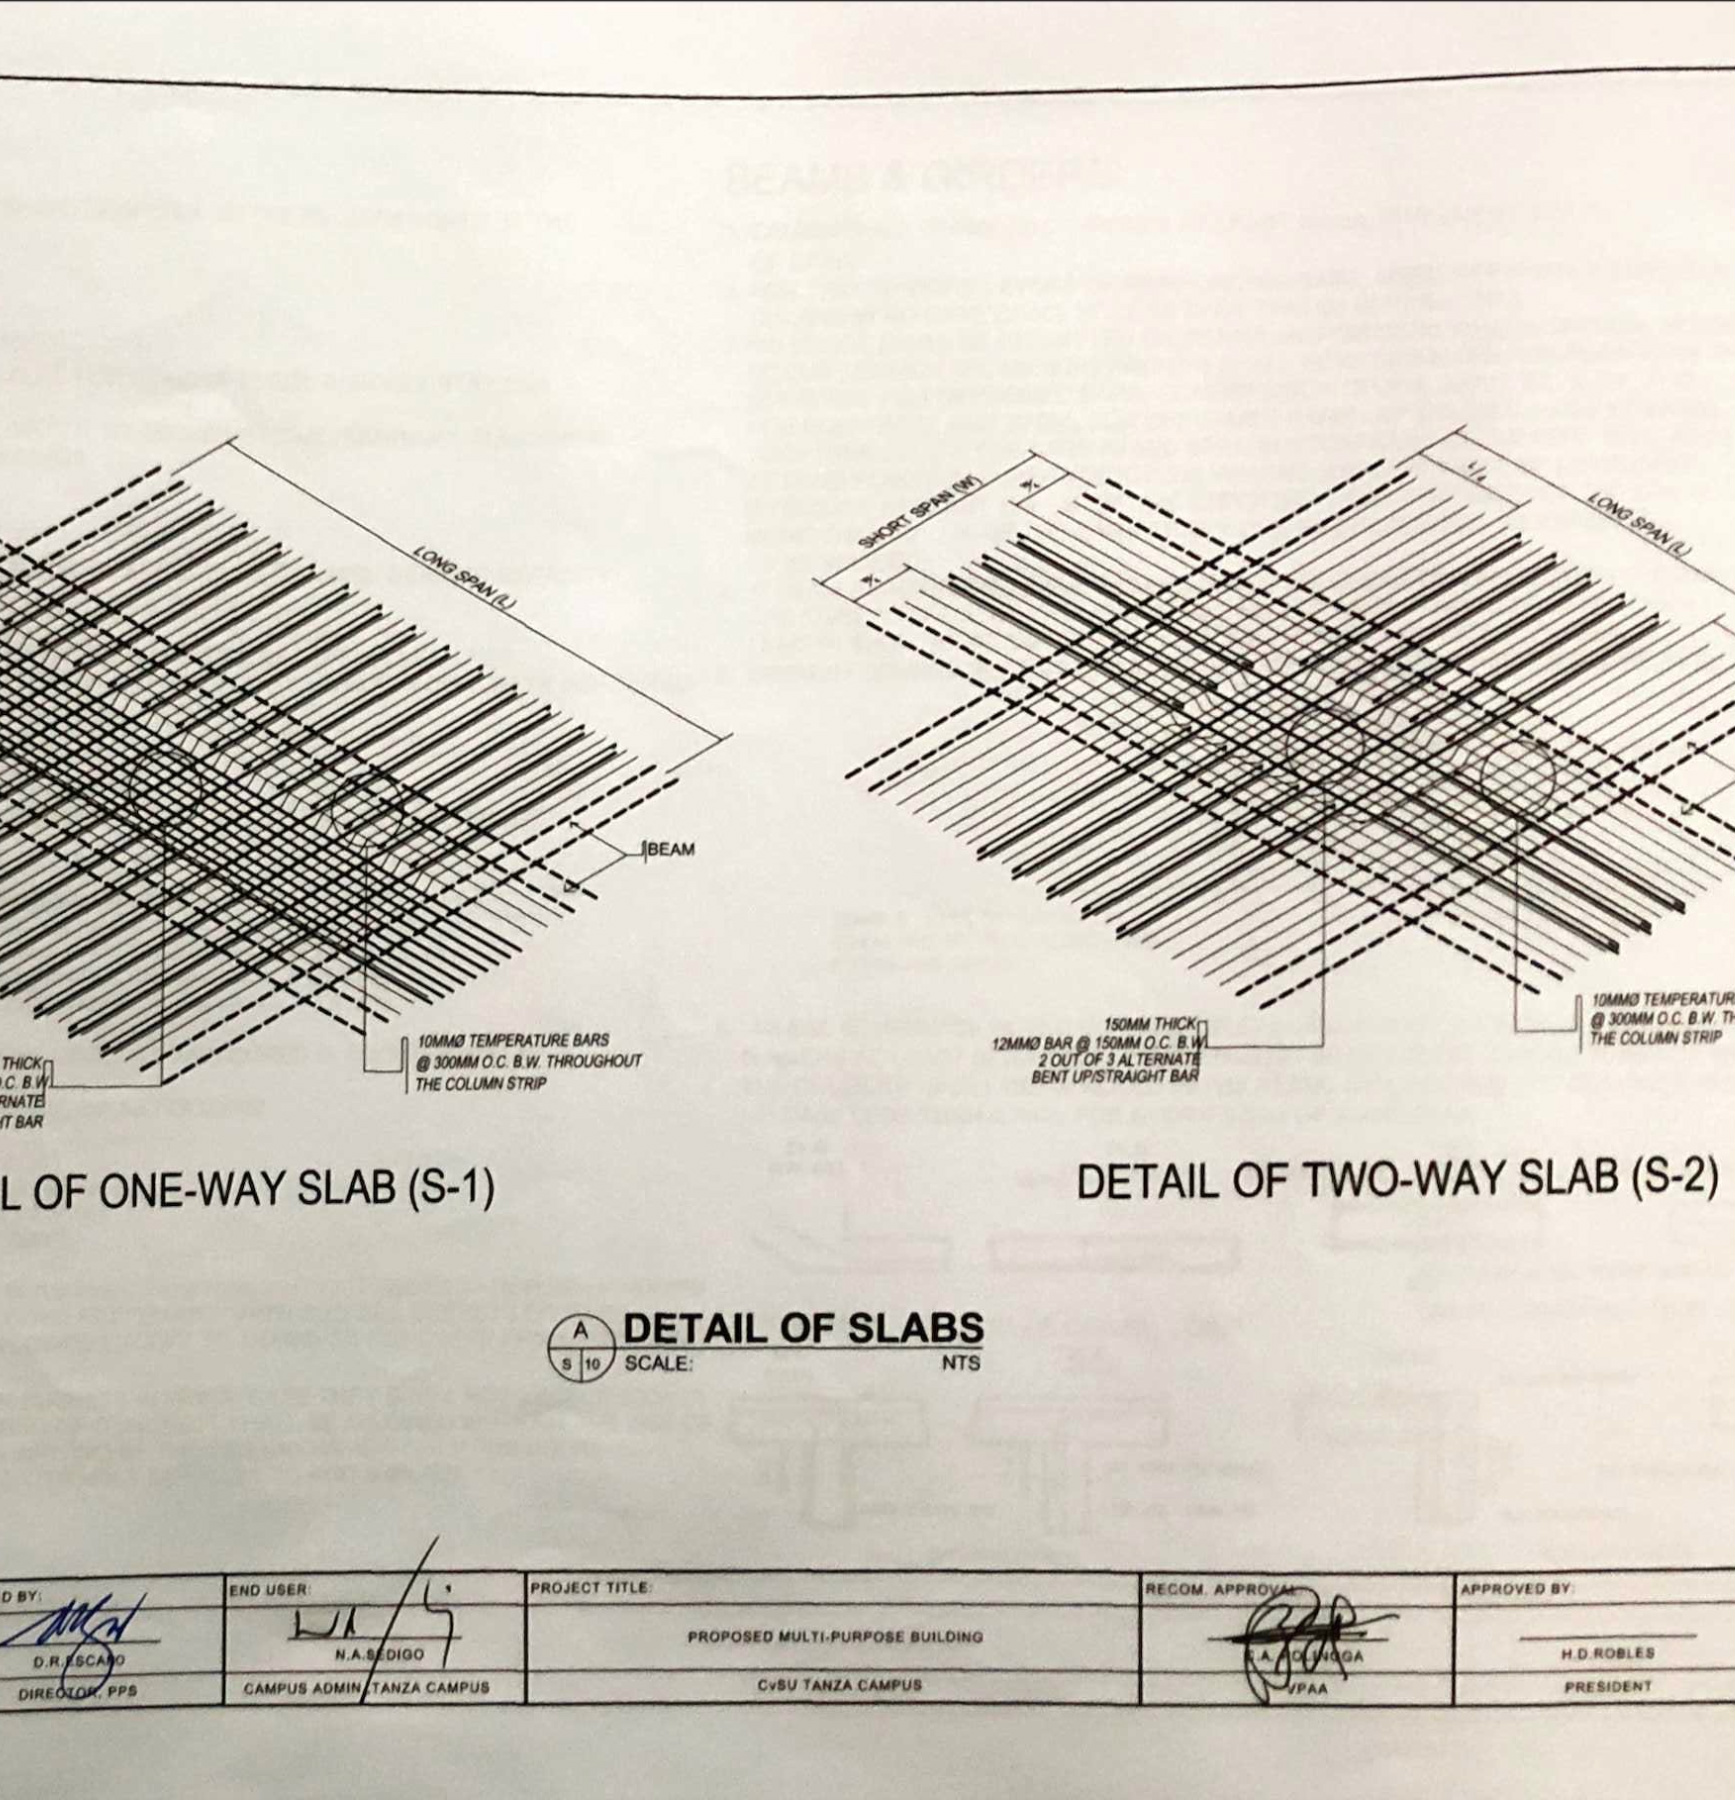 LONG SPAN (L)
BEAM
10MMØ TEMPERATURE BARS
@ 300MM O.C. B.W. THROUGHOUT
THE COLUMN STRIP
THICK
O.C. B.W
RNATE
HT BAR
L OF ONE-WAY SLAB (S-1)
SHORT SPAN (W)
L/4
LONG SPAN (L)
150MM THICK
12MMØ BAR @ 150MM O.C. B.W
2 OUT OF 3 ALTERNATE
BENT UP/STRAIGHT BAR
10MMØ TEMPERATUR
@ 300MM O.C. B.W. TH
THE COLUMN STRIP
DETAIL OF TWO-WAY SLAB (S-2)
A
S 10
DETAIL OF SLABS
SCALE: NTS
D BY:
D.R.ESCANO
DIRECTOR, PPS
END USER:
N.A.SEDIGO
CAMPUS ADMIN, TANZA CAMPUS
PROJECT TITLE:
PROPOSED MULTI-PURPOSE BUILDING
CvSU TANZA CAMPUS
RECOM. APPROVAL
VPAA
APPROVED BY:
H.D.ROBLES
PRESIDENT